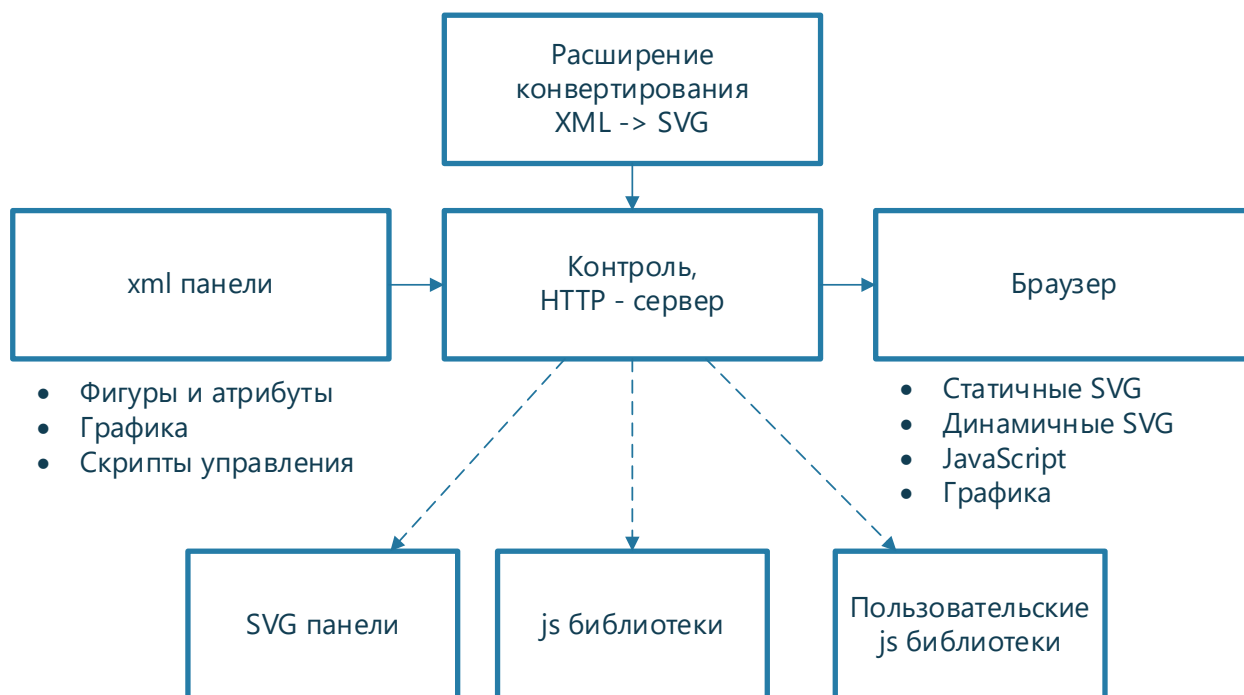 Расширение
конвертирования
XML -> SVG
xml панели
Контроль,
HTTP - сервер
Браузер
• Фигуры и атрибуты
• Графика
• Скрипты управления
• Статичные SVG
• Динамичные SVG
• JavaScript
• Графика
SVG панели
js библиотеки
Пользовательские
js библиотеки